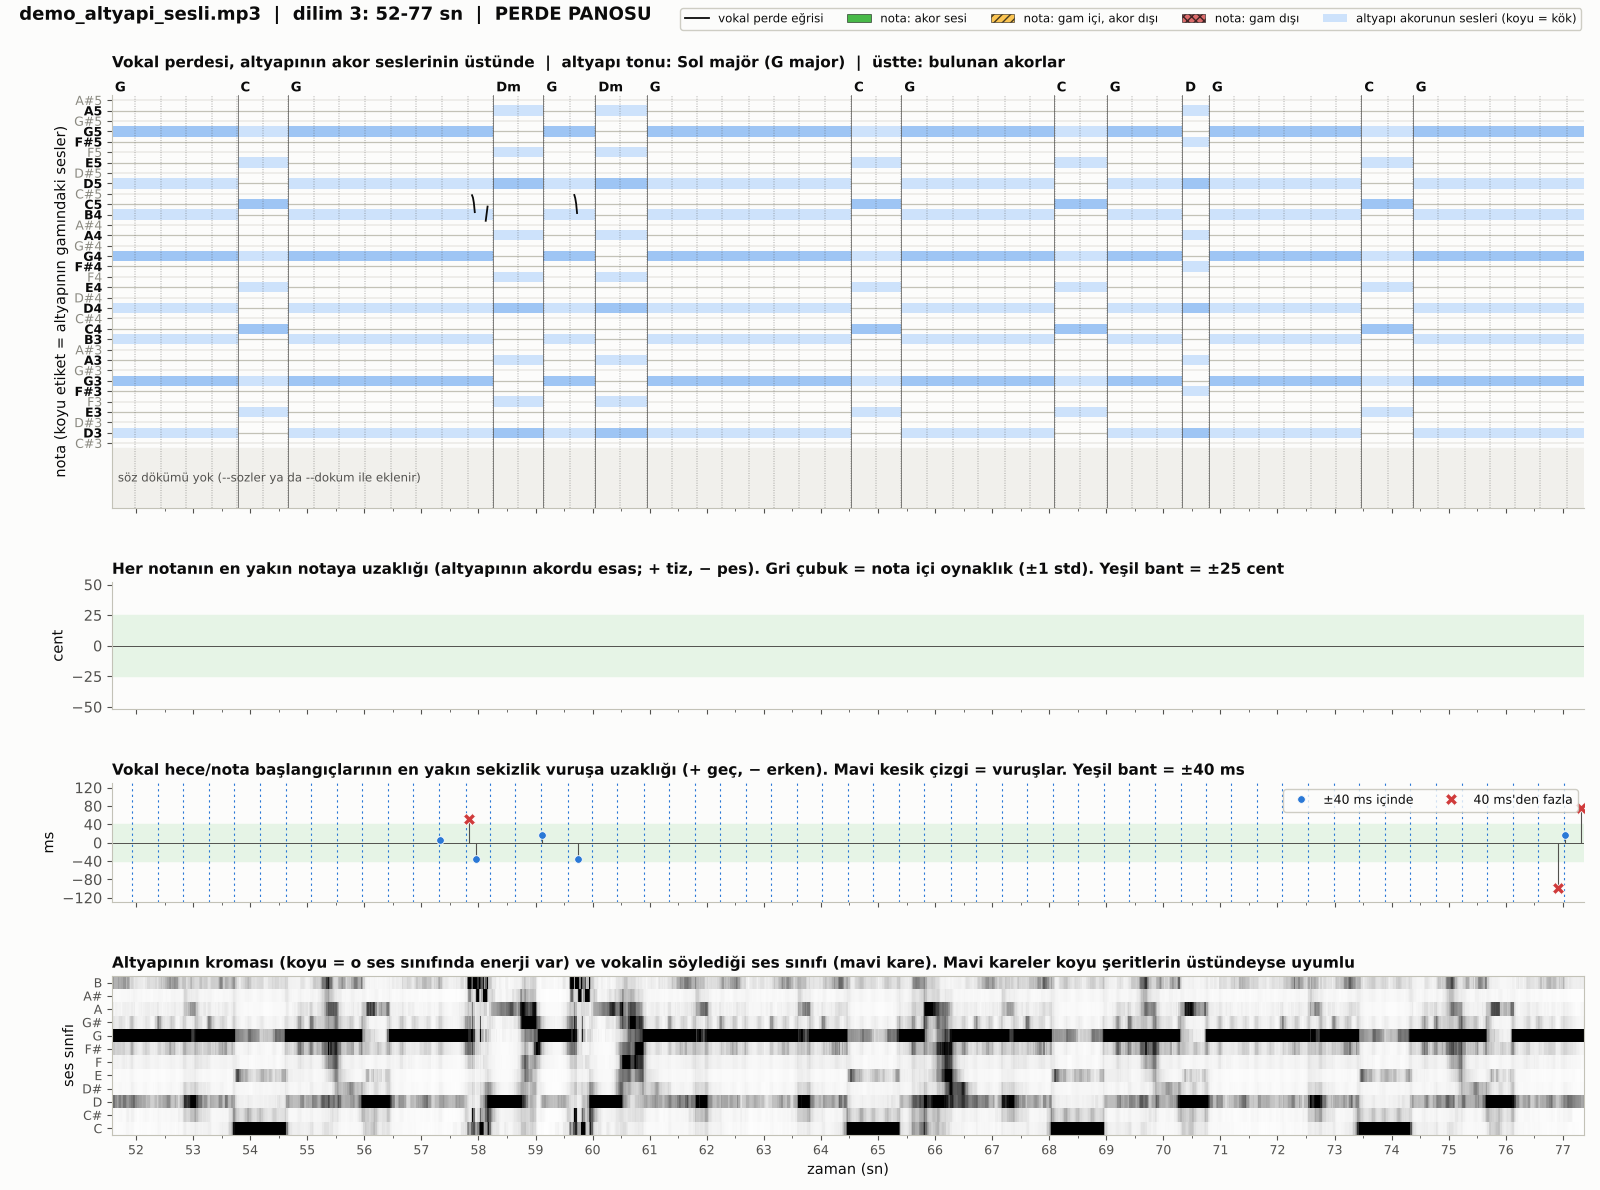 demo_altyapi_sesli.mp3 | dilim 3: 52-77 sn | PERDE PANOSU
vokal perde eğrisi
nota: akor sesi
nota: gam içi, akor dışı
nota: gam dışı
altyapı akorunun sesleri (koyu = kök)
Vokal perdesi, altyapının akor seslerinin üstünde | altyapı tonu: Sol majör (G major) | üstte: bulunan akorlar
G C G Dm G Dm G C G C G D G C G
nota (koyu etiket = altyapının gamındaki sesler)
A#5
A5
G#5
G5
F#5
F5
E5
D#5
D5
C#5
C5
B4
A#4
A4
G#4
G4
F#4
F4
E4
D#4
D4
C#4
C4
B3
A#3
A3
G#3
G3
F#3
F3
E3
D#3
D3
C#3
söz dökümü yok (--sozler ya da --dokum ile eklenir)
Her notanın en yakın notaya uzaklığı (altyapının akordu esas; + tiz, − pes). Gri çubuk = nota içi oynaklık (±1 std). Yeşil bant = ±25 cent
cent
50
25
0
−25
−50
Vokal hece/nota başlangıçlarının en yakın sekizlik vuruşa uzaklığı (+ geç, − erken). Mavi kesik çizgi = vuruşlar. Yeşil bant = ±40 ms
±40 ms içinde
40 ms'den fazla
ms
120
80
40
0
−40
−80
−120
Altyapının kroması (koyu = o ses sınıfında enerji var) ve vokalin söylediği ses sınıfı (mavi kare). Mavi kareler koyu şeritlerin üstündeyse uyumlu
ses sınıfı
B
A#
A
G#
G
F#
F
E
D#
D
C#
C
52 53 54 55 56 57 58 59 60 61 62 63 64 65 66 67 68 69 70 71 72 73 74 75 76 77
zaman (sn)